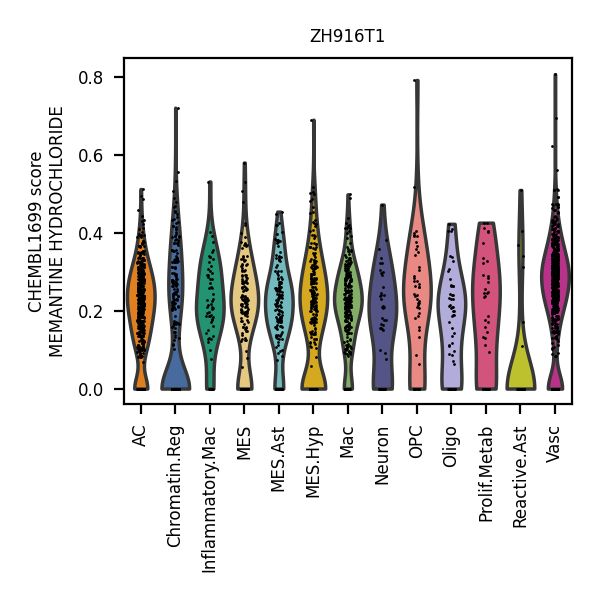 ZH916T1
CHEMBL1699 score
MEMANTINE HYDROCHLORIDE
0.8
0.6
0.4
0.2
0.0
AC
Chromatin.Reg
Inflammatory.Mac
MES
MES.Ast
MES.Hyp
Mac
Neuron
OPC
Oligo
Prolif.Metab
Reactive.Ast
Vasc